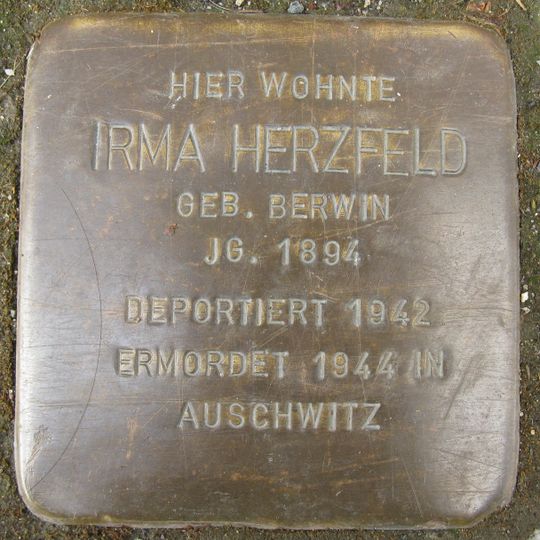 HIER WOHNTE
IRMA HERZFELD
GEB. BERWIN
JG. 1894
DEPORTIERT 1942
ERMORDET 1944 IN
AUSCHWITZ